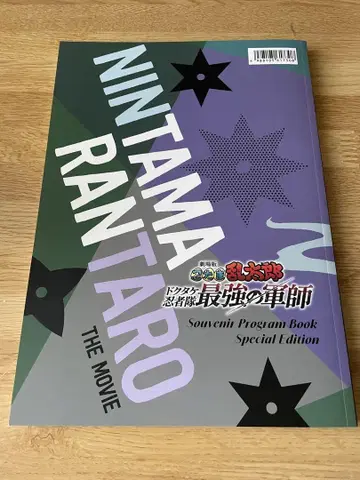 NINTAMA
RANTARO
THE MOVIE
劇場版
忍たま乱太郎
ドクタケ
忍者隊
最強の軍師
Souvenir Program Book
Special Edition